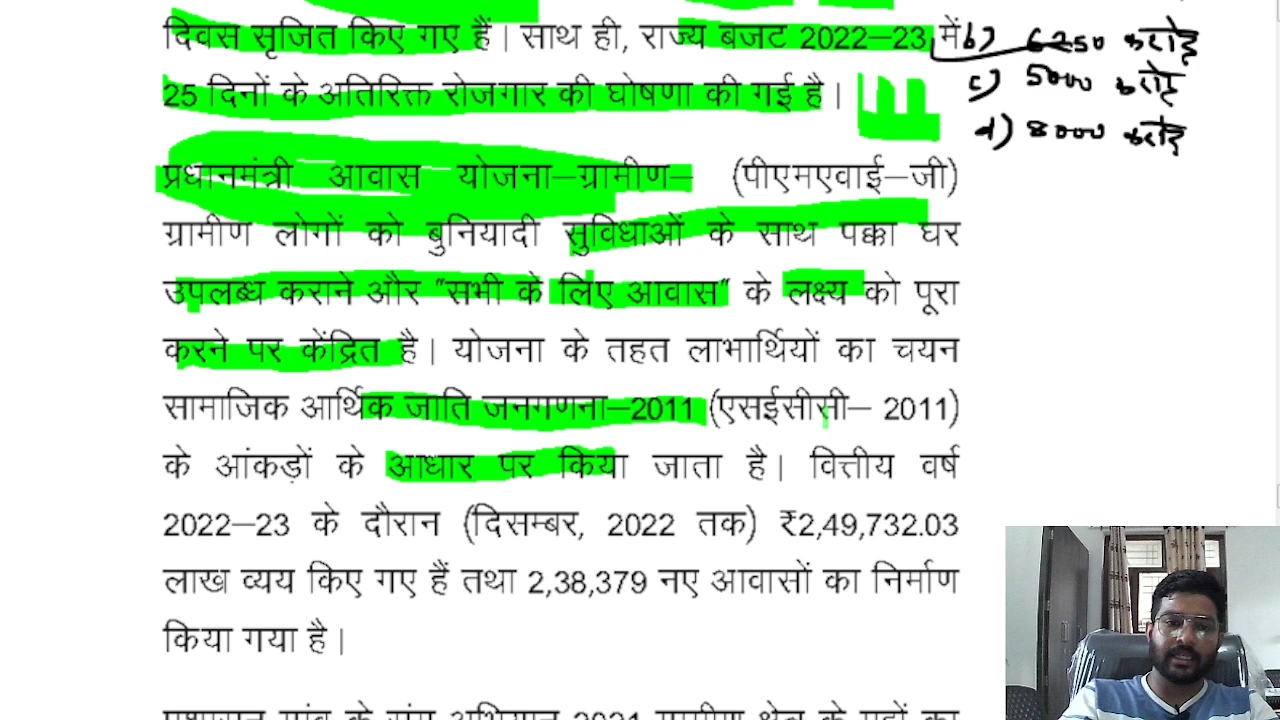 दिवस सृजित किए गए हैं। साथ ही, राज्य बजट 2022–23 में
25 दिनों के अतिरिक्त रोजगार की घोषणा की गई है।
b) 6250 करोड़
c) 5000 करोड़
d) 8000 करोड़
प्रधानमंत्री आवास योजना–ग्रामीण– (पीएमएवाई–जी)
ग्रामीण लोगों को बुनियादी सुविधाओं के साथ पक्का घर
उपलब्ध कराने और "सभी के लिए आवास" के लक्ष्य को पूरा
करने पर केंद्रित है। योजना के तहत लाभार्थियों का चयन
सामाजिक आर्थिक जाति जनगणना–2011 (एसईसीसी– 2011)
के आंकड़ों के आधार पर किया जाता है। वित्तीय वर्ष
2022–23 के दौरान (दिसम्बर, 2022 तक) ₹2,49,732.03
लाख व्यय किए गए हैं तथा 2,38,379 नए आवासों का निर्माण
किया गया है।